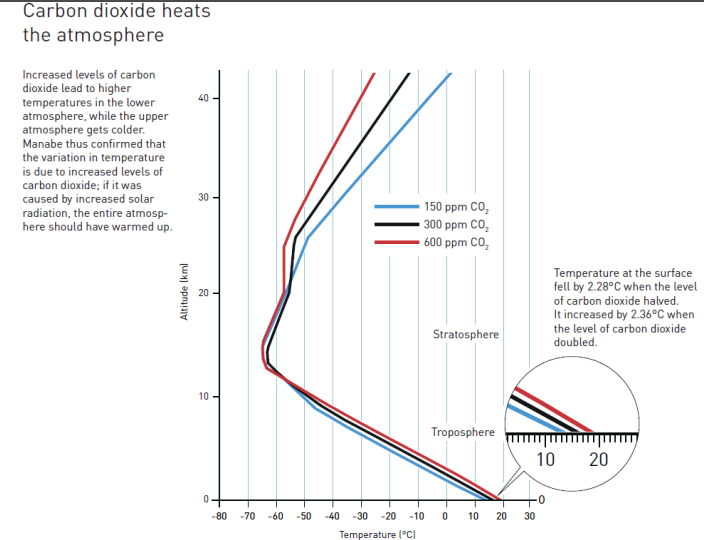 Carbon dioxide heats
the atmosphere
Increased levels of carbon
dioxide lead to higher
temperatures in the lower
atmosphere, while the upper
atmosphere gets colder.
Manabe thus confirmed that
the variation in temperature
is due to increased levels of
carbon dioxide; if it was
caused by increased solar
radiation, the entire atmosp-
here should have warmed up.
Altitude (km)
40
30
20
10
0
150 ppm CO₂
300 ppm CO₂
600 ppm CO₂
Stratosphere
Troposphere
Temperature at the surface
fell by 2.28°C when the level
of carbon dioxide halved.
It increased by 2.36°C when
the level of carbon dioxide
doubled.
10 20
0
-80 -70 -60 -50 -40 -30 -20 -10 0 10 20 30
Temperature (°C)